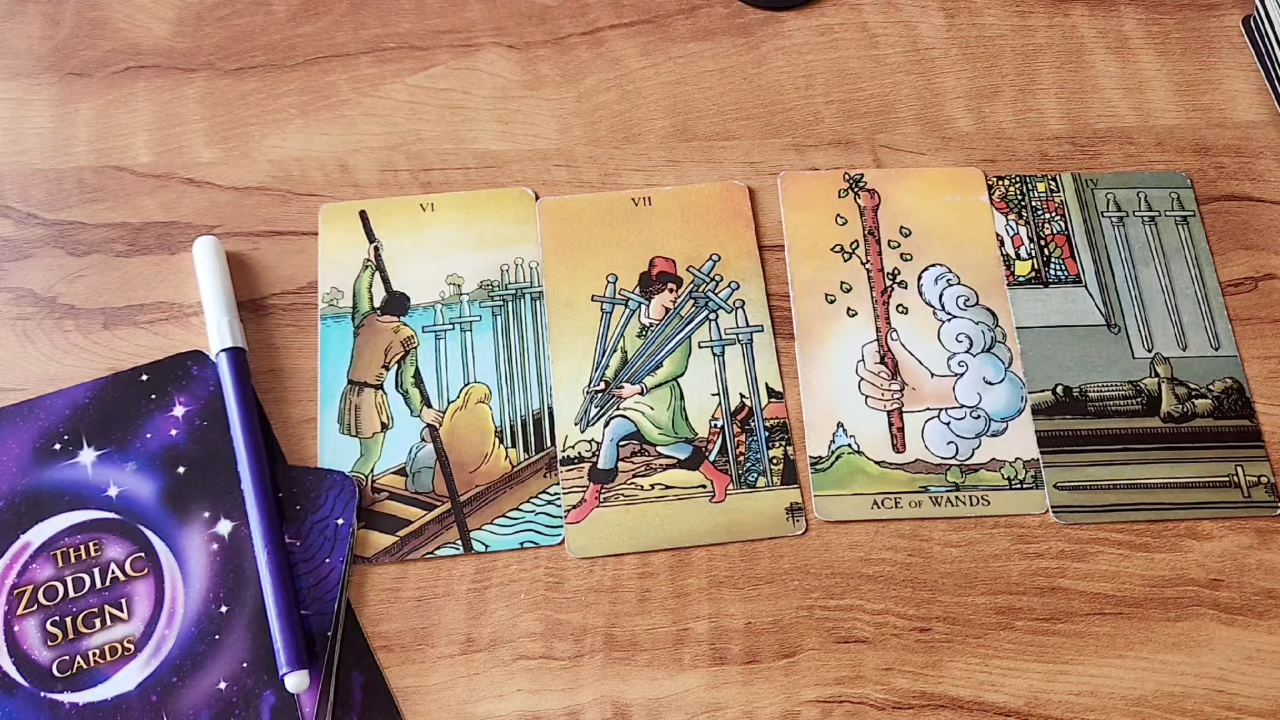 VI
VII
ACE OF WANDS
IV
THE
ZODIAC
SIGN
CARDS